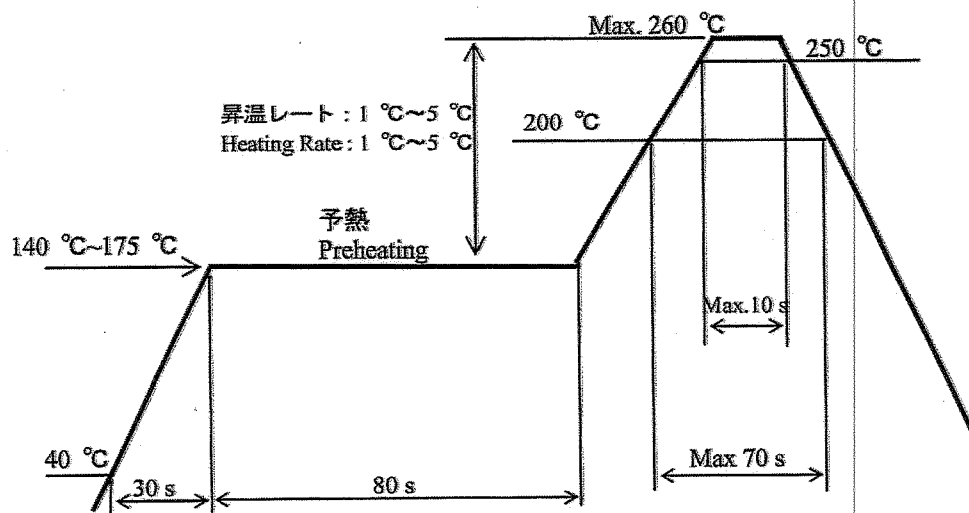 Max. 260 ℃
250 ℃
昇温レート : 1 ℃～5 ℃
Heating Rate : 1 ℃～5 ℃
200 ℃
予熱
Preheating
140 ℃~175 ℃
Max.10 s
40 ℃
30 s
80 s
Max 70 s